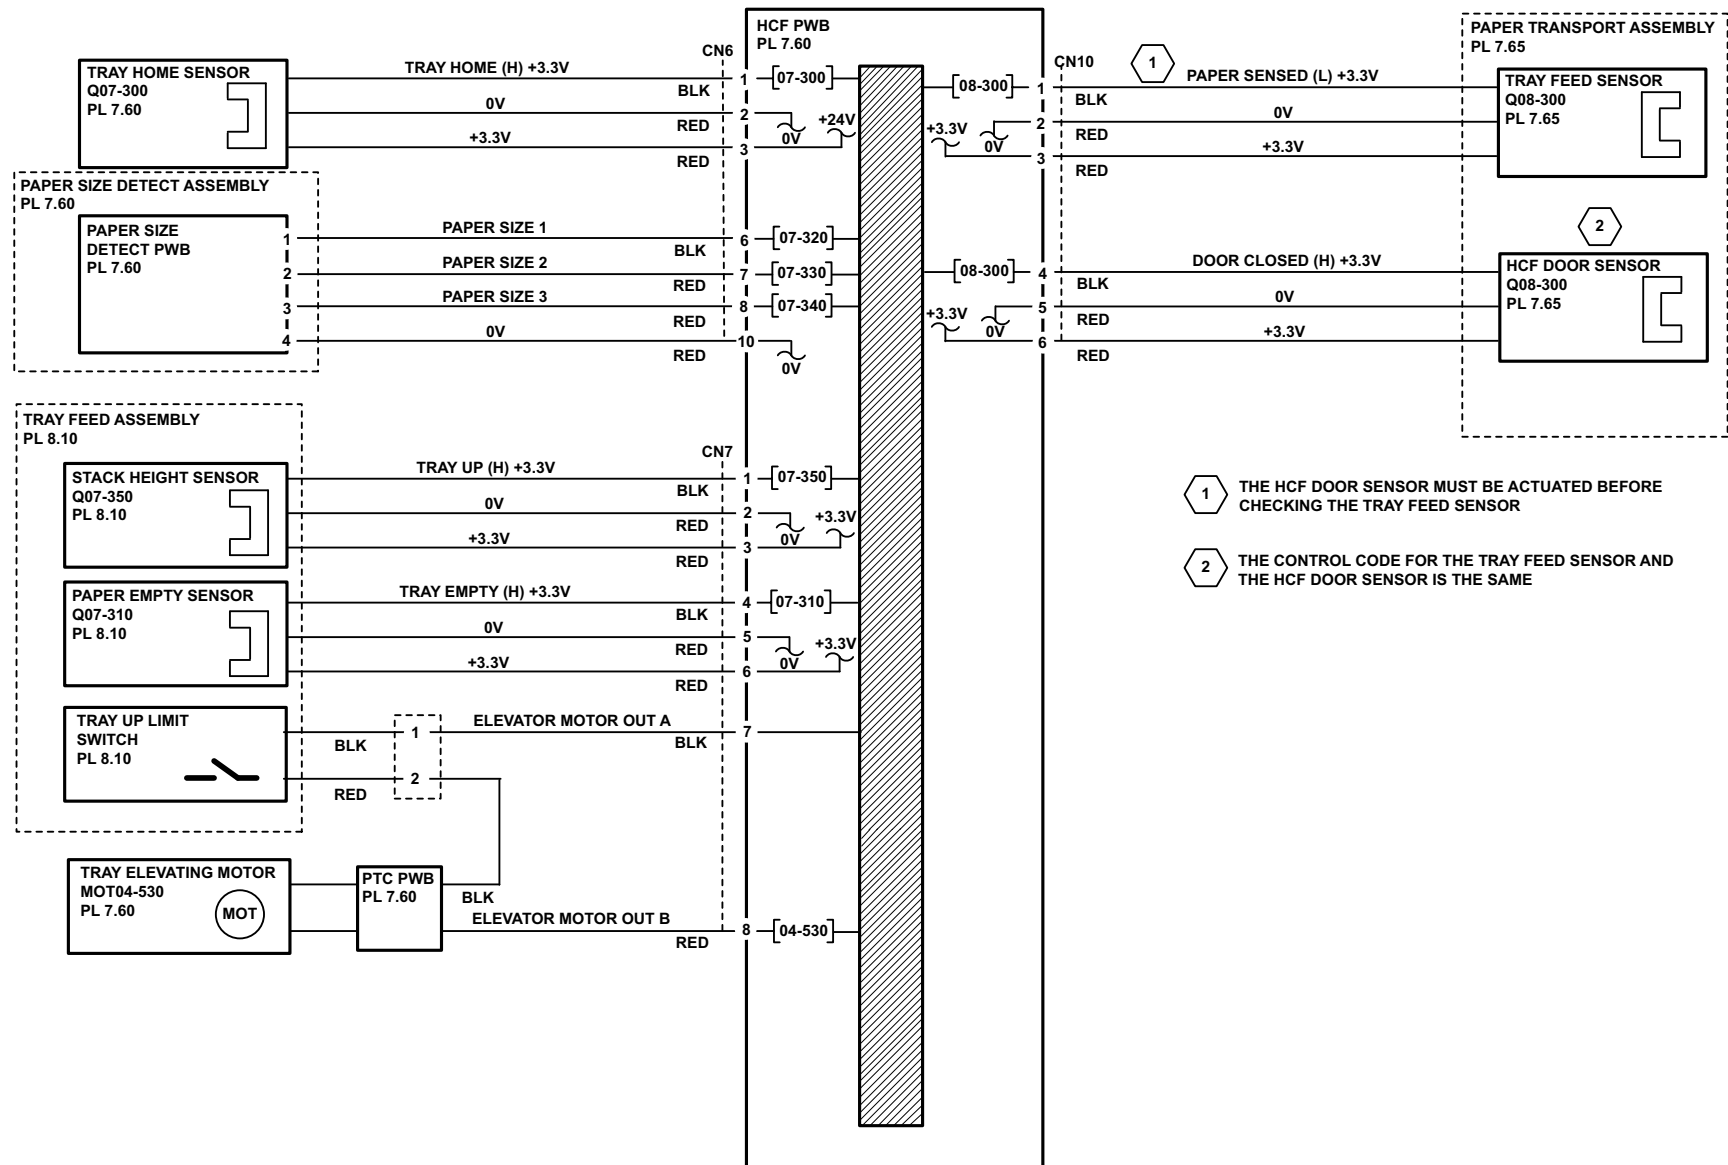 HCF PWB
PL 7.60
CN6
TRAY HOME SENSOR
Q07-300
PL 7.60
TRAY HOME (H) +3.3V
BLK
1
[07-300]
0V
RED
2
0V
+3.3V
RED
3
+24V
PAPER SIZE DETECT ASSEMBLY
PL 7.60
PAPER SIZE
DETECT PWB
PL 7.60
1
PAPER SIZE 1
BLK
6
[07-320]
2
PAPER SIZE 2
RED
7
[07-330]
3
PAPER SIZE 3
RED
8
[07-340]
4
0V
RED
10
0V
TRAY FEED ASSEMBLY
PL 8.10
CN7
STACK HEIGHT SENSOR
Q07-350
PL 8.10
TRAY UP (H) +3.3V
BLK
1
[07-350]
0V
RED
2
0V
+3.3V
RED
3
+3.3V
PAPER EMPTY SENSOR
Q07-310
PL 8.10
TRAY EMPTY (H) +3.3V
BLK
4
[07-310]
0V
RED
5
0V
+3.3V
RED
6
+3.3V
TRAY UP LIMIT
SWITCH
PL 8.10
BLK
1
ELEVATOR MOTOR OUT A
BLK
7
RED
2
TRAY ELEVATING MOTOR
MOT04-530
PL 7.60
MOT
PTC PWB
PL 7.60
BLK
ELEVATOR MOTOR OUT B
RED
8
[04-530]
CN10
1
PAPER TRANSPORT ASSEMBLY
PL 7.65
[08-300]
1
BLK
PAPER SENSED (L) +3.3V
TRAY FEED SENSOR
Q08-300
PL 7.65
0V
2
RED
0V
+3.3V
3
RED
+3.3V
2
[08-300]
4
BLK
DOOR CLOSED (H) +3.3V
HCF DOOR SENSOR
Q08-300
PL 7.65
0V
5
RED
0V
+3.3V
6
RED
+3.3V
1
THE HCF DOOR SENSOR MUST BE ACTUATED BEFORE
CHECKING THE TRAY FEED SENSOR
2
THE CONTROL CODE FOR THE TRAY FEED SENSOR AND
THE HCF DOOR SENSOR IS THE SAME